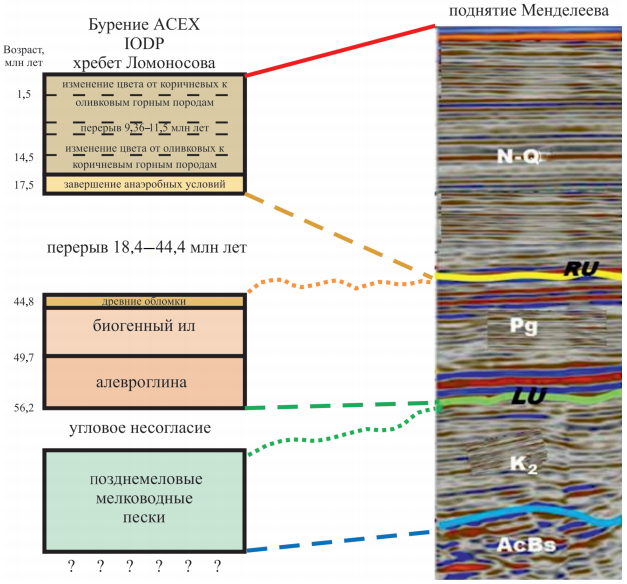 Бурение ACEX
IODP
хребет Ломоносова
Возраст,
млн лет
изменение цвета от коричневых к
1,5
оливковым горным породам
перерыв 9,36–11,5 млн лет
изменение цвета от оливковых к
14,5
коричневым горным породам
17,5
завершение анаэробных условий
перерыв 18,4–44,4 млн лет
44,8
древние обломки
биогенный ил
49,7
алевроглина
56,2
угловое несогласие
позднемеловые
мелководные
пески
? ? ? ? ? ?
поднятие Менделеева
N-Q
RU
Pg
LU
K₂
AcBs